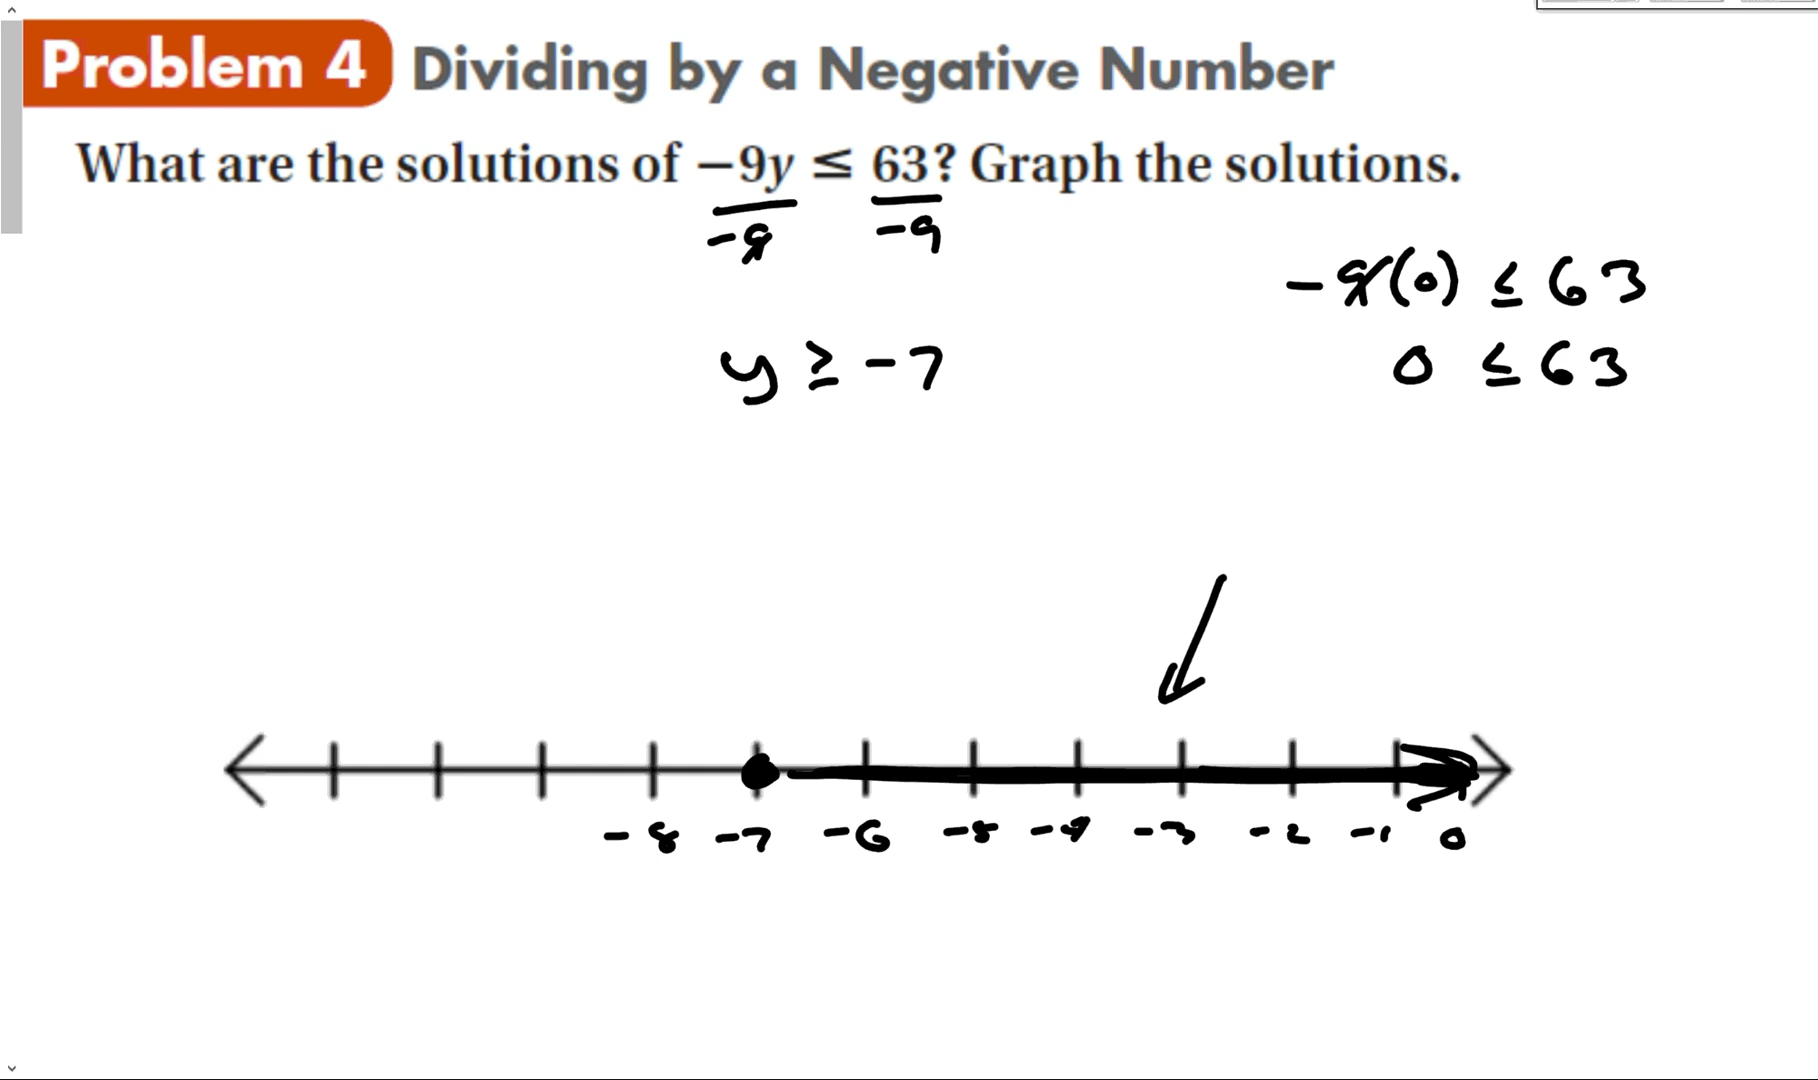 Problem 4 Dividing by a Negative Number
What are the solutions of −9y ≤ 63? Graph the solutions.
-9 -9
-9(0) ≤ 63
y ≥ -7
0 ≤ 63
-8 -7 -6 -5 -4 -3 -2 -1 0